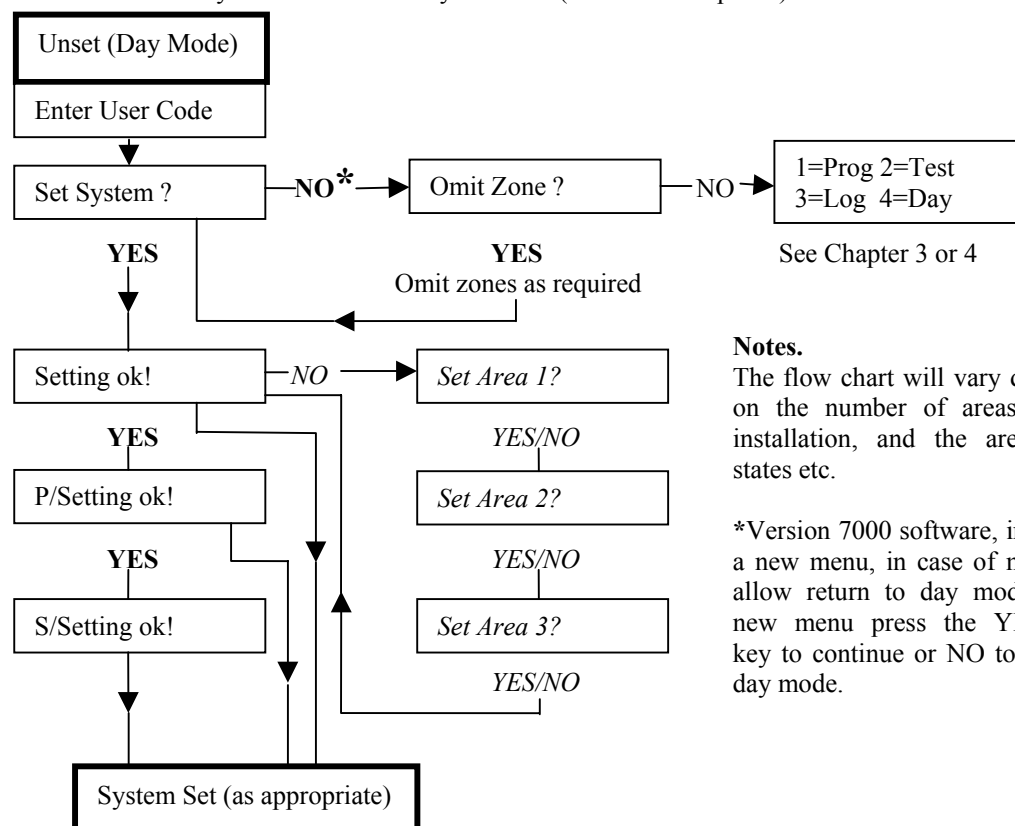 Unset (Day Mode)
Enter User Code
Set System ?
NO*
Omit Zone ?
NO
1=Prog 2=Test
3=Log 4=Day
YES
YES
Omit zones as required
See Chapter 3 or 4
Setting ok!
NO
Set Area 1?
YES
YES/NO
P/Setting ok!
Set Area 2?
YES
YES/NO
S/Setting ok!
Set Area 3?
YES/NO
System Set (as appropriate)
Notes.
The flow chart will vary
on the number of areas
installation, and the
states etc.
*Version 7000 software,
a new menu, in case of
allow return to day
new menu press the
key to continue or NO to
day mode.